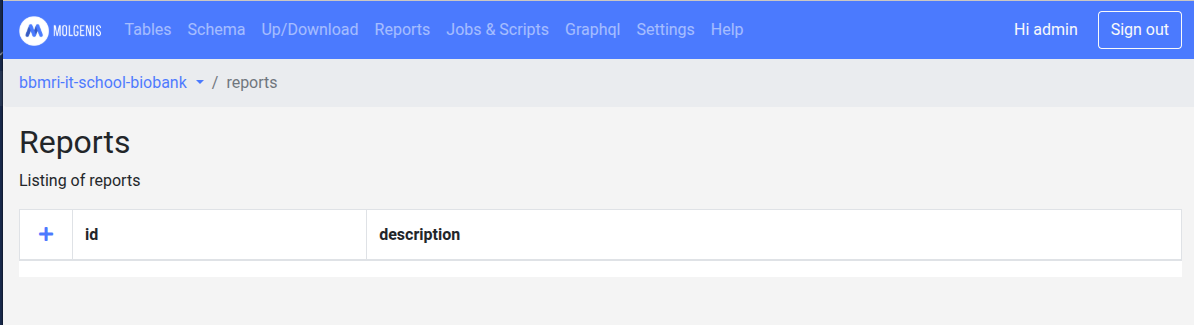 MOLGENIS Tables Schema Up/Download Reports Jobs & Scripts Graphql Settings Help Hi admin Sign out
bbmri-it-school-biobank / reports
Reports
Listing of reports
+ id description